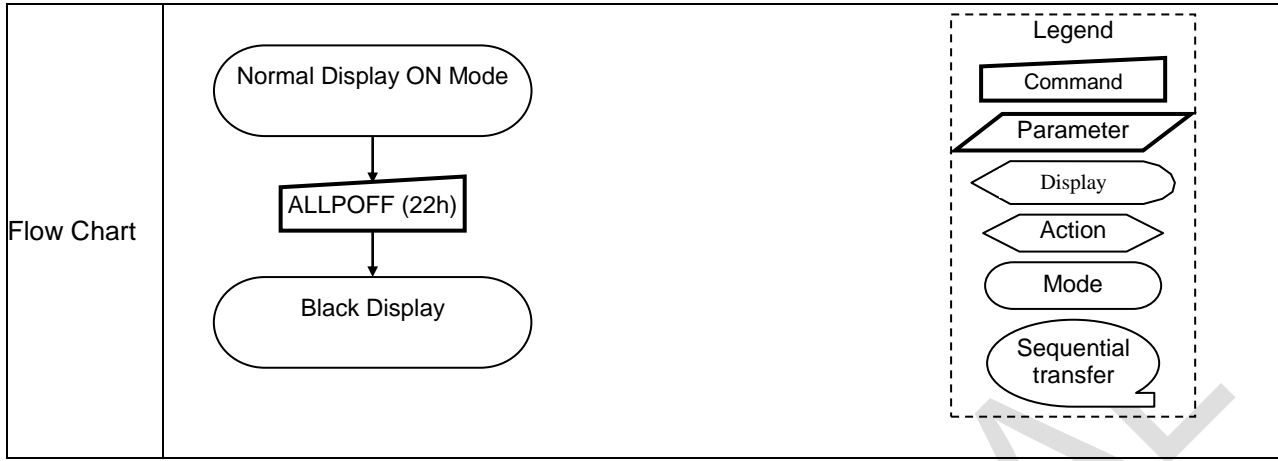 Flow Chart
Normal Display ON Mode
ALLPOFF (22h)
Black Display
Legend
Command
Parameter
Display
Action
Mode
Sequential
transfer